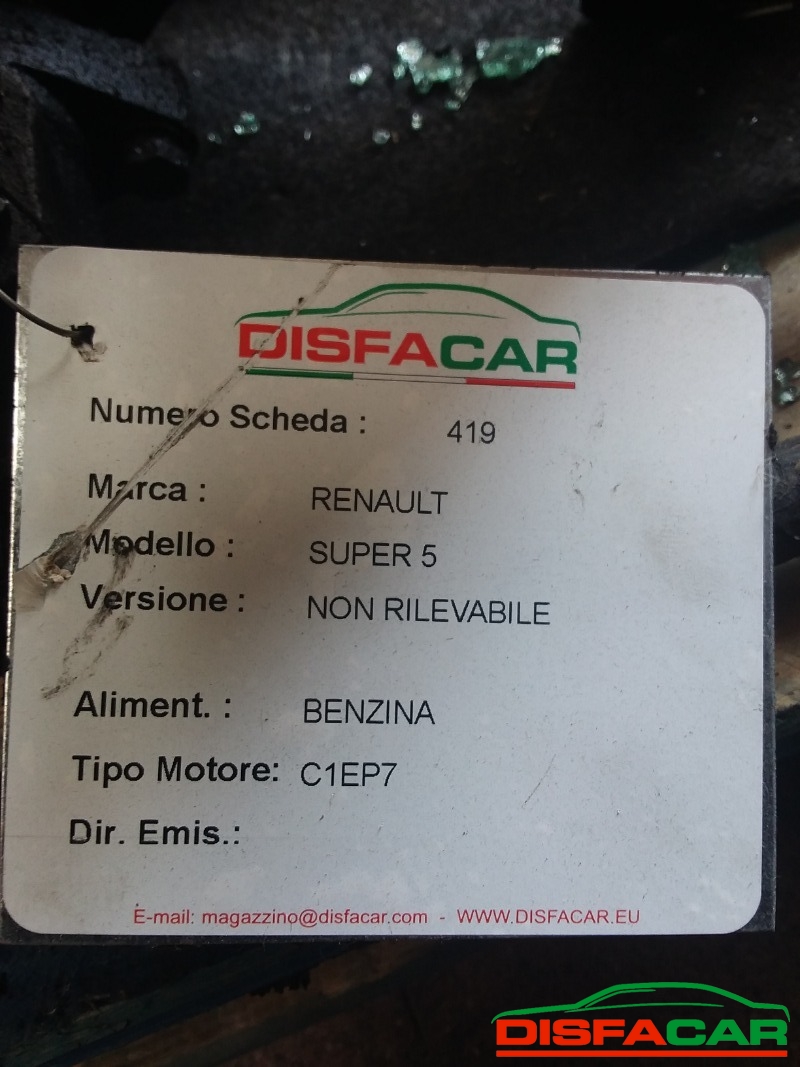 DISFACAR
Numero Scheda : 419
Marca : RENAULT
Modello : SUPER 5
Versione : NON RILEVABILE
Aliment. : BENZINA
Tipo Motore: C1EP7
Dir. Emis.:
E-mail: magazzino@disfacar.com - WWW.DISFACAR.EU
DISFACAR